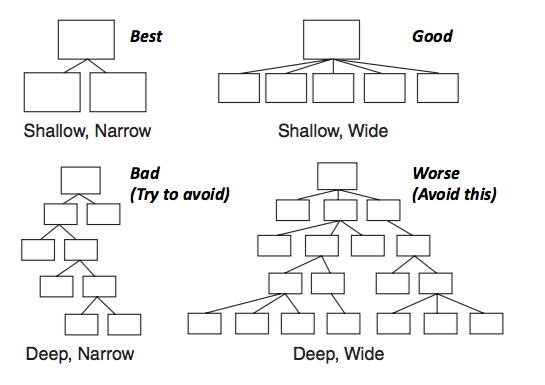 Best
Good
Shallow, Narrow
Shallow, Wide
Bad
(Try to avoid)
Worse
(Avoid this)
Deep, Narrow
Deep, Wide